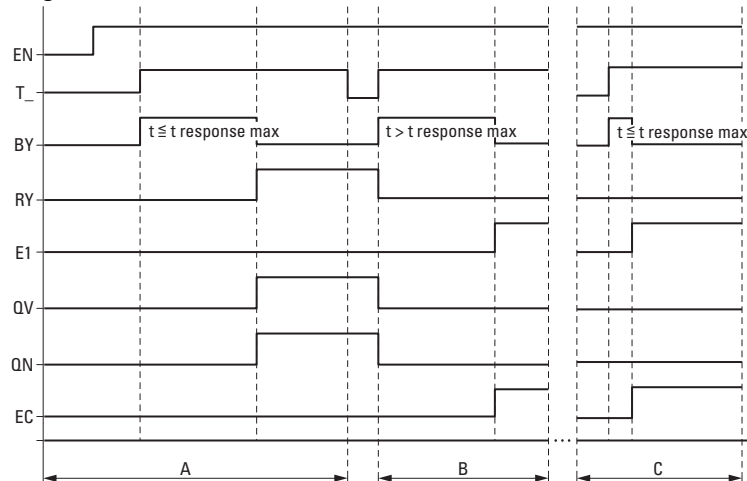 EN
T_
BY t ≦ t response max t > t response max t ≦ t response max
RY
E1
QV
QN
EC
...
A B C